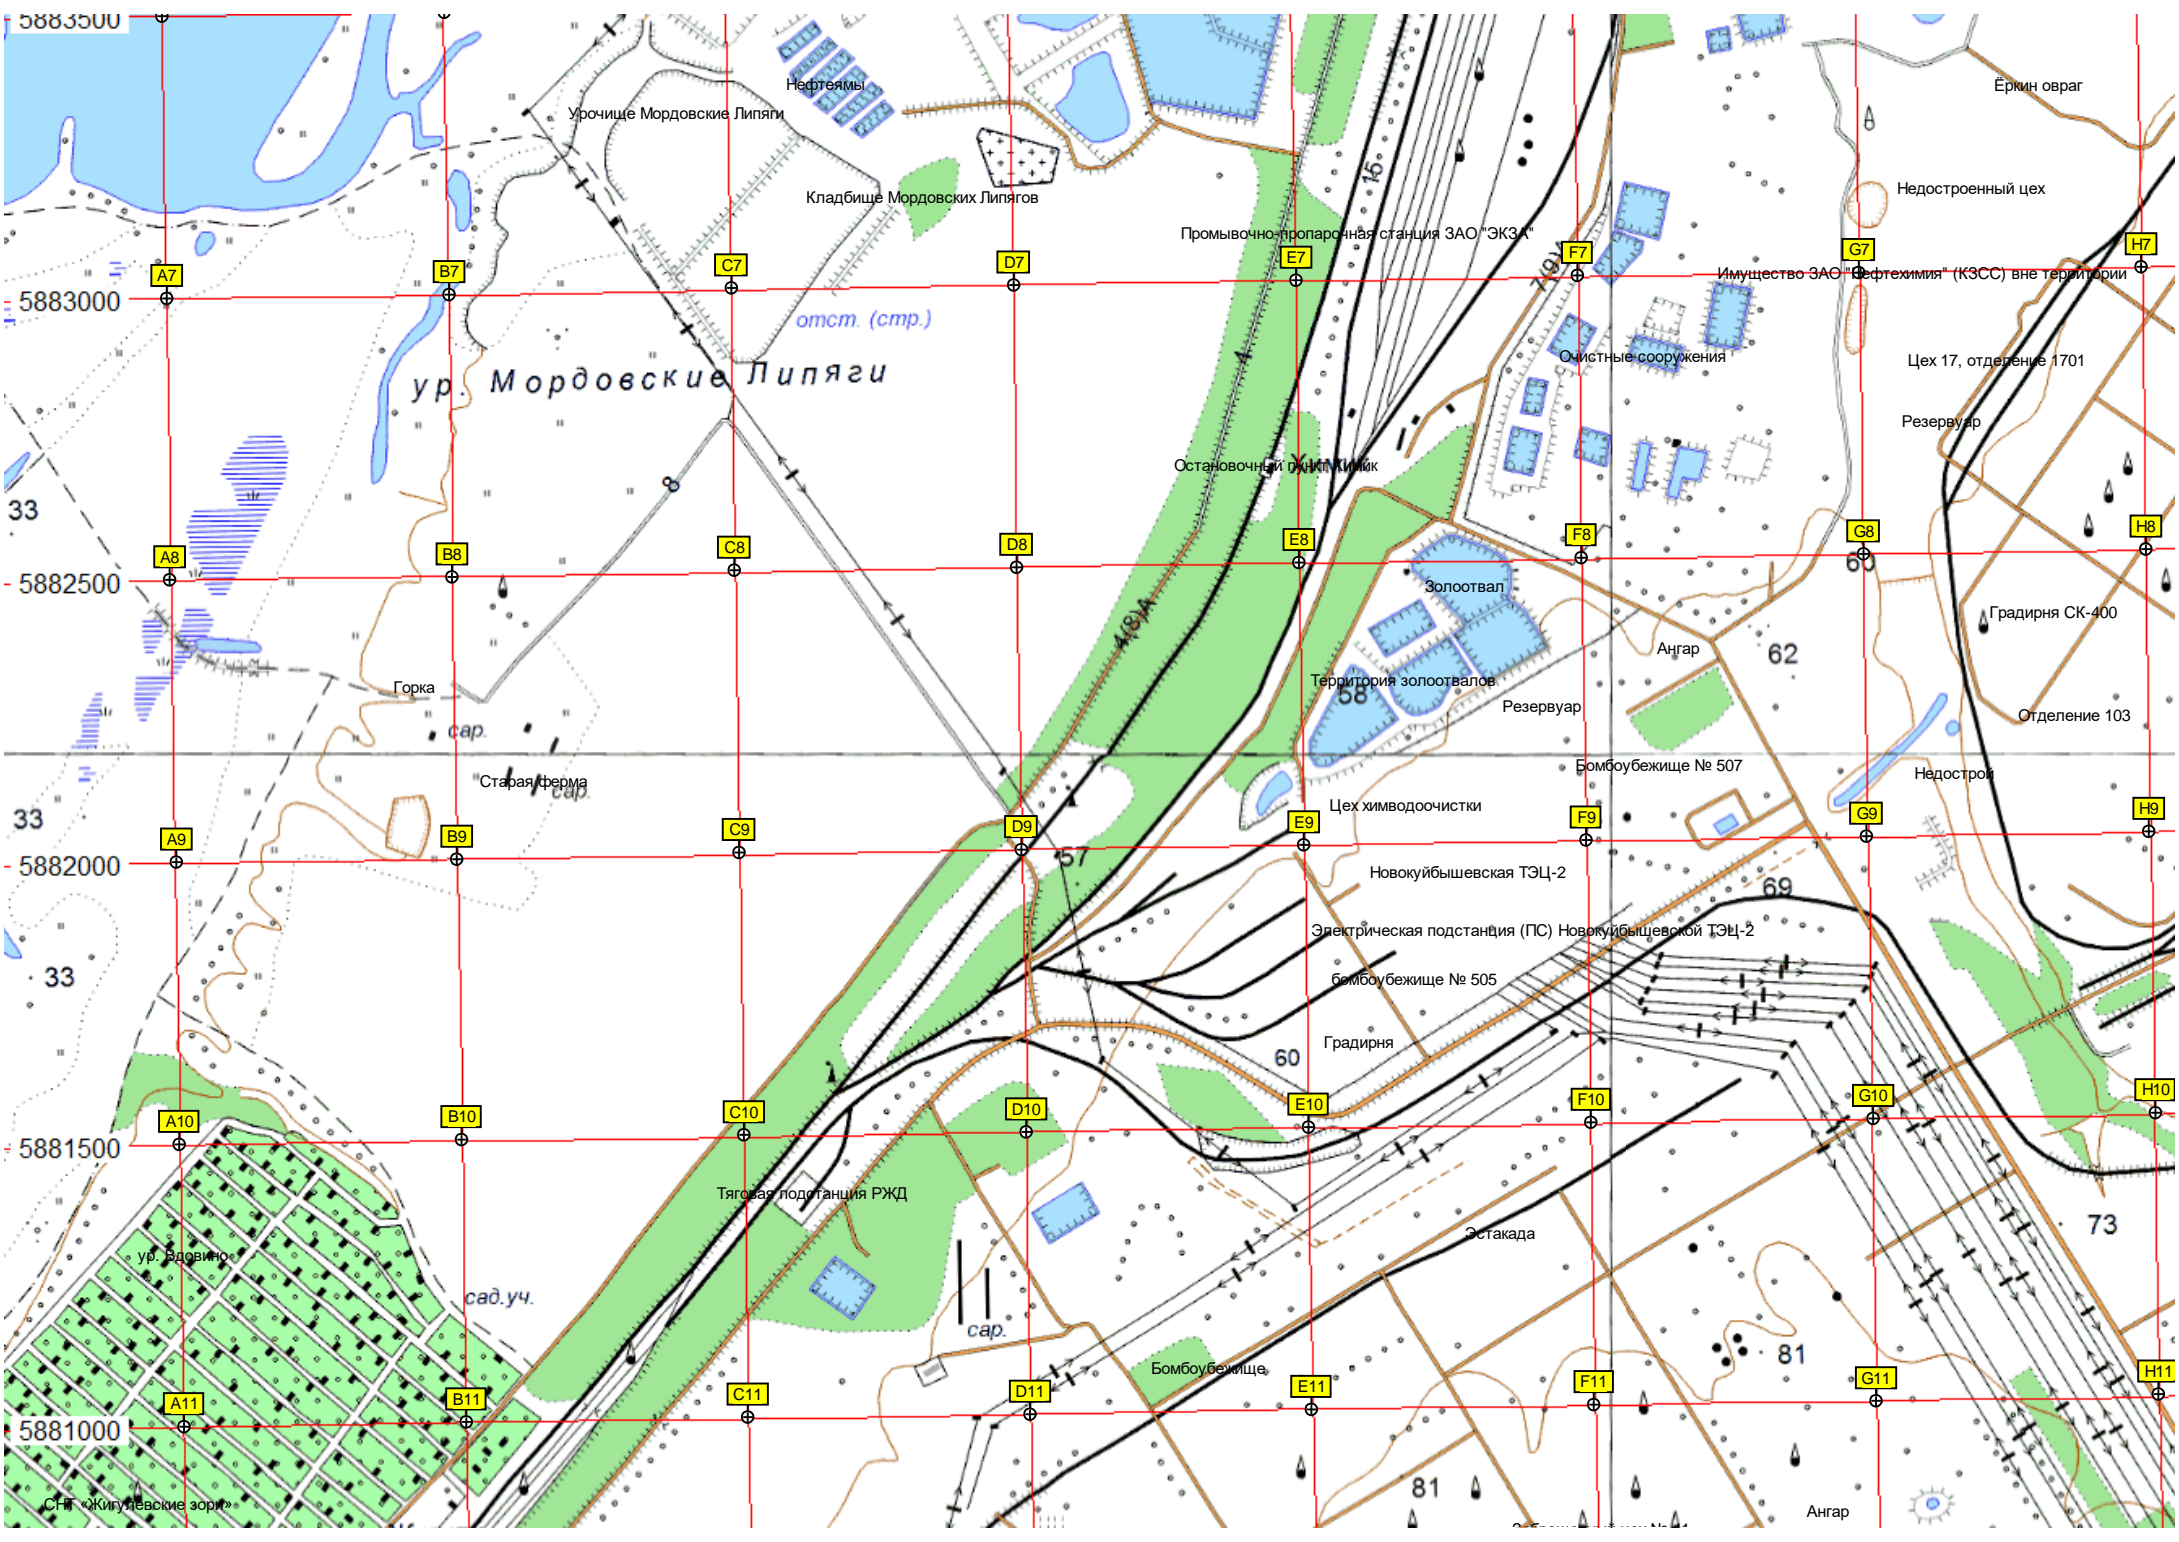 5883500
Нефтеямы
Урочище Мордовские Липяги
Ёркин овраг
15
Кладбище Мордовских Липягов
Недостроенный цех
Промывочно-пропарочная станция ЗАО "ЭКЗА"
A7
B7
C7
D7
E7
F7
G7
H7
Имущество ЗАО "Нефтехимия" (КЗСС) вне территории
5883000
отст. (стр.)
4
Очистные сооружения
Цех 17, отделение 1701
ур. Мордовские Липяги
Резервуар
Остановочный пункт Химик
8
33
A8
B8
C8
D8
E8
F8
G8
H8
5882500
60
Золоотвал
Градирня СК-400
4(8)А
Ангар
62
Горка
Территория золоотвалов
58
Резервуар
Отделение 103
сар.
Бомбоубежище № 507
Недострой
Старая ферма
сар.
Цех химводоочистки
33
A9
B9
C9
D9
E9
F9
G9
H9
5882000
57
Новокуйбышевская ТЭЦ-2
69
Электрическая подстанция (ПС) Новокуйбышевской ТЭЦ-2
33
бомбоубежище № 505
Градирня
60
A10
B10
C10
D10
E10
F10
G10
H10
5881500
Тяговая подстанция РЖД
73
Эстакада
ур. Вдовино
сад.уч.
сар.
81
Бомбоубежище
A11
B11
C11
D11
E11
F11
G11
H11
5881000
81
СНТ «Жигулевские зори»
Ангар